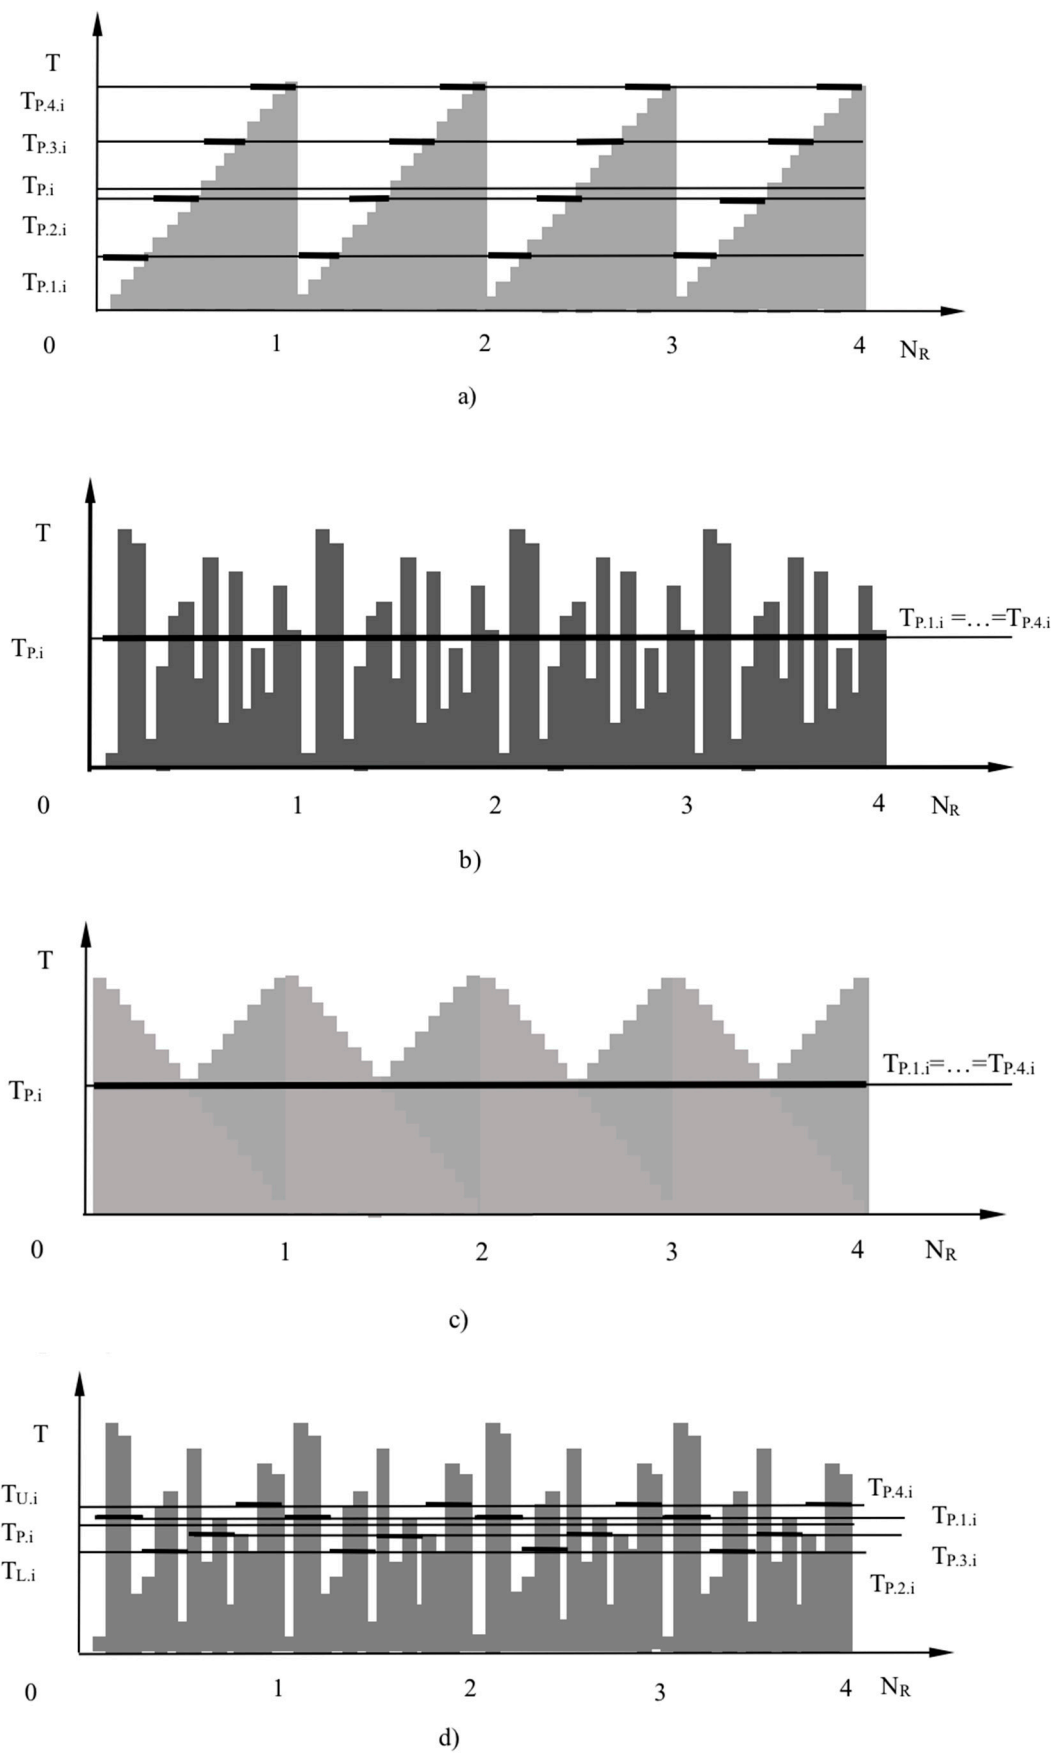 T
T_P.4.i
T_P.3.i
T_P.i
T_P.2.i
T_P.1.i
0 1 2 3 4 N_R
a)
T
T_P.1.i =…=T_P.4.i
T_P.i
0 1 2 3 4 N_R
b)
T
T_P.1.i=…=T_P.4.i
T_P.i
0 1 2 3 4 N_R
c)
T
T_U.i T_P.4.i
T_P.1.i
T_P.i
T_P.3.i
T_L.i T_P.2.i
0 1 2 3 4 N_R
d)